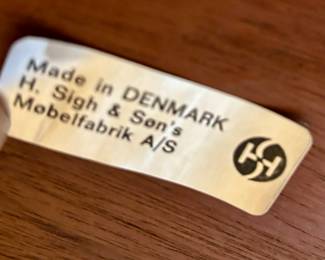 Made in DENMARK
H. Sigh & Søn's
Møbelfabrik A/S